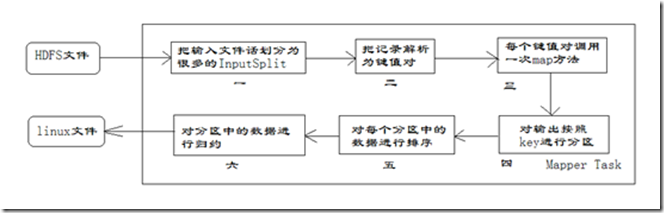 HDFS文件
把输入文件话划分为
很多的InputSplit
一
把记录解析
为键值对
二
每个键值对调用
一次map方法
三
linux文件
对分区中的数据进
行归约
六
对每个分区中的
数据进行排序
五
对输出按照
key进行分区
四
Mapper Task